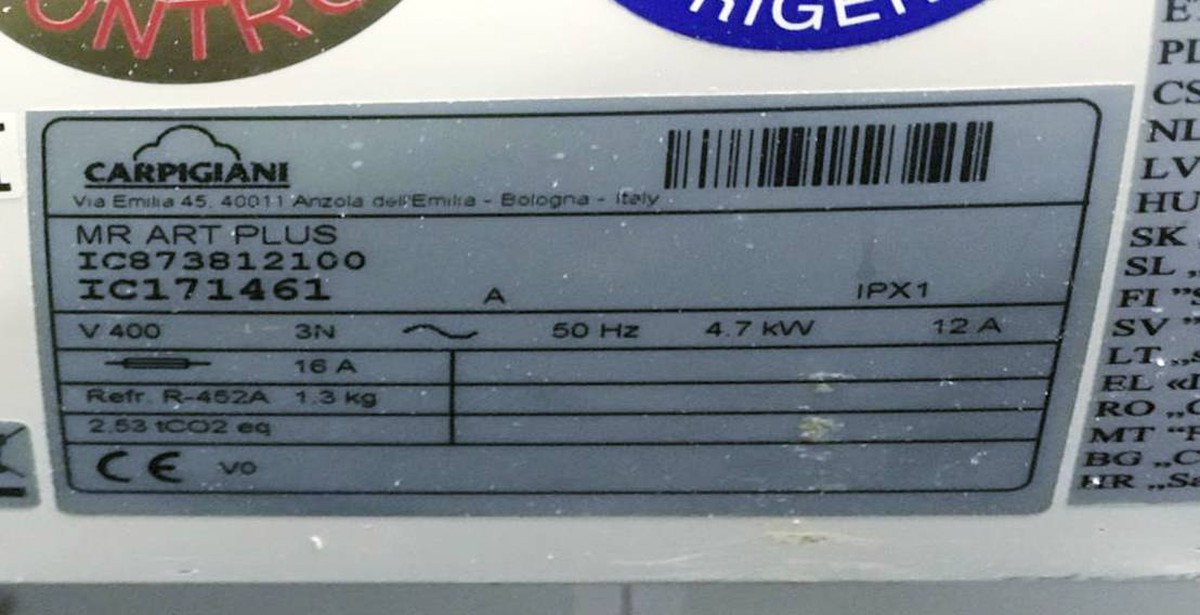 CARPIGIANI
Via Emilia 45, 40011 Anzola dell'Emilia - Bologna - Italy
MR ART PLUS
IC873812100
IC171461 A IPX1
V 400 3N 50 Hz 4.7 kW 12 A
16 A
Refr. R-452A 1.3 kg
2.53 tCO2 eq
CE V0
PL
CS
NL
LV
HU
SK
SL
FI
SV
LT
EL
RO
MT
BG
HR